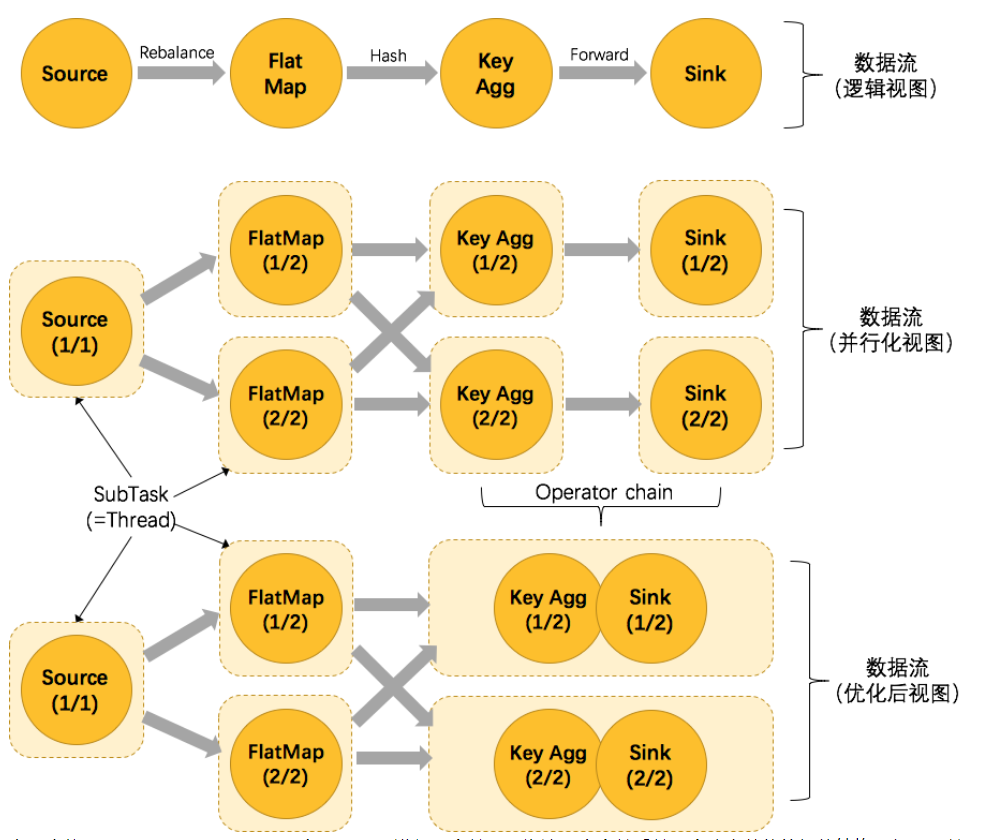 Source
Rebalance
Flat
Map
Hash
Key
Agg
Forward
Sink
数据流
(逻辑视图)
FlatMap
(1/2)
Key Agg
(1/2)
Sink
(1/2)
Source
(1/1)
数据流
(并行化视图)
FlatMap
(2/2)
Key Agg
(2/2)
Sink
(2/2)
SubTask
(=Thread)
Operator chain
FlatMap
(1/2)
Key Agg
(1/2)
Sink
(1/2)
Source
(1/1)
数据流
(优化后视图)
FlatMap
(2/2)
Key Agg
(2/2)
Sink
(2/2)